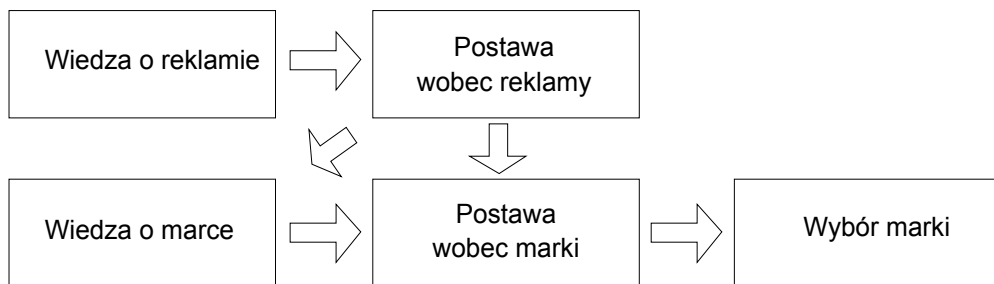 Wiedza o reklamie
Postawa
wobec reklamy
Wiedza o marce
Postawa
wobec marki
Wybór marki